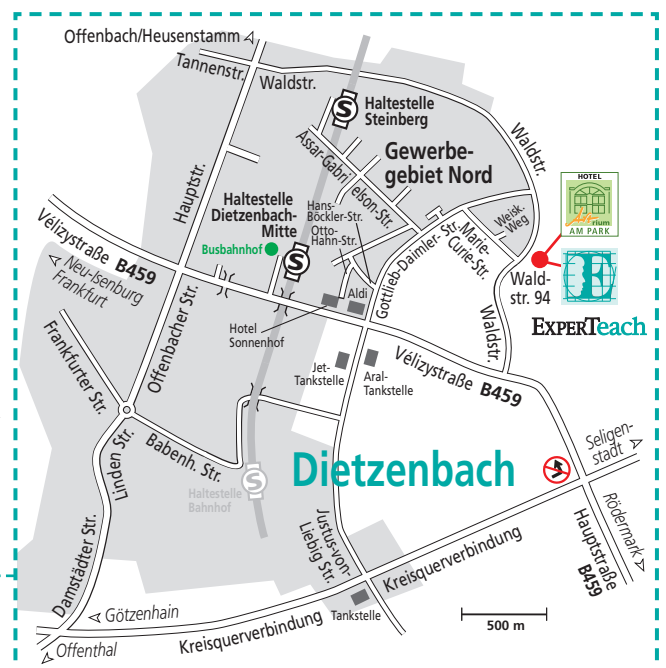 Offenbach/Heusenstamm
Tannenstr.
Waldstr.
S
Haltestelle
Steinberg
Waldstr.
Assar-Gabri
elson-Str.
Gewerbe-
gebiet Nord
HOTEL
Artrium
AM PARK
Hauptstr.
Haltestelle
Dietzenbach-
Mitte
Busbahnhof
S
Hans-
Böckler-Str.
Otto-
Hahn-Str.
Weisk.
Weg
Marie-
Curie-Str.
Gottlieb-Daimler-Str.
Vélizystraße B459
Neu-Isenburg
Frankfurt
Wald-
str. 94
E
EXPERTeach
Aldi
Hotel
Sonnenhof
Waldstr.
Offenbacher Str.
Frankfurter Str.
Jet-
Tankstelle
Aral-
Tankstelle
Vélizystraße B459
Linden Str.
Babenh. Str.
Dietzenbach
Seligen-
stadt
S
Haltestelle
Bahnhof
Justus-von-
Liebig Str.
Rödermark
Hauptstraße
B459
Damstädter Str.
Kreisquerverbindung
Götzenhain
Tankstelle
Kreisquerverbindung
Offenthal
500 m